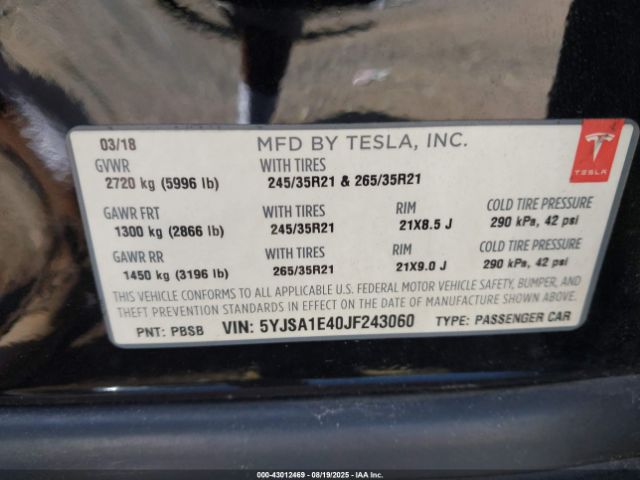 03/18 MFD BY TESLA, INC.
GVWR WITH TIRES
2720 kg (5996 lb) 245/35R21 & 265/35R21
TESLA
GAWR FRT WITH TIRES RIM COLD TIRE PRESSURE
1300 kg (2866 lb) 245/35R21 21X8.5 J 290 kPa, 42 psi
GAWR RR WITH TIRES RIM COLD TIRE PRESSURE
1450 kg (3196 lb) 265/35R21 21X9.0 J 290 kPa, 42 psi
THIS VEHICLE CONFORMS TO ALL APPLICABLE U.S. FEDERAL MOTOR VEHICLE SAFETY, BUMPER, AND
THEFT PREVENTION STANDARDS IN EFFECT ON THE DATE OF MANUFACTURE SHOWN ABOVE.
PNT: PBSB VIN: 5YJSA1E40JF243060 TYPE: PASSENGER CAR
000-43012469 - 08/19/2025 - IAA Inc.